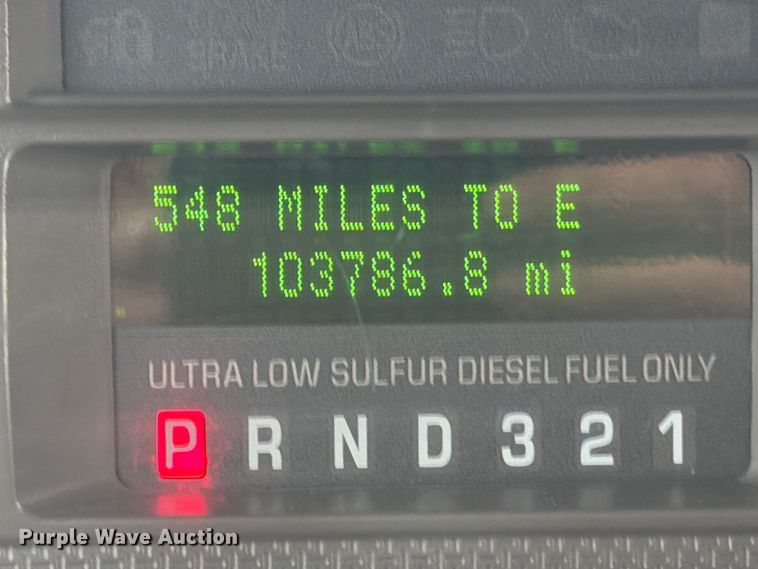 BRAKE
548 MILES TO E
103786.8 mi
ULTRA LOW SULFUR DIESEL FUEL ONLY
P R N D 3 2 1
Purple Wave Auction